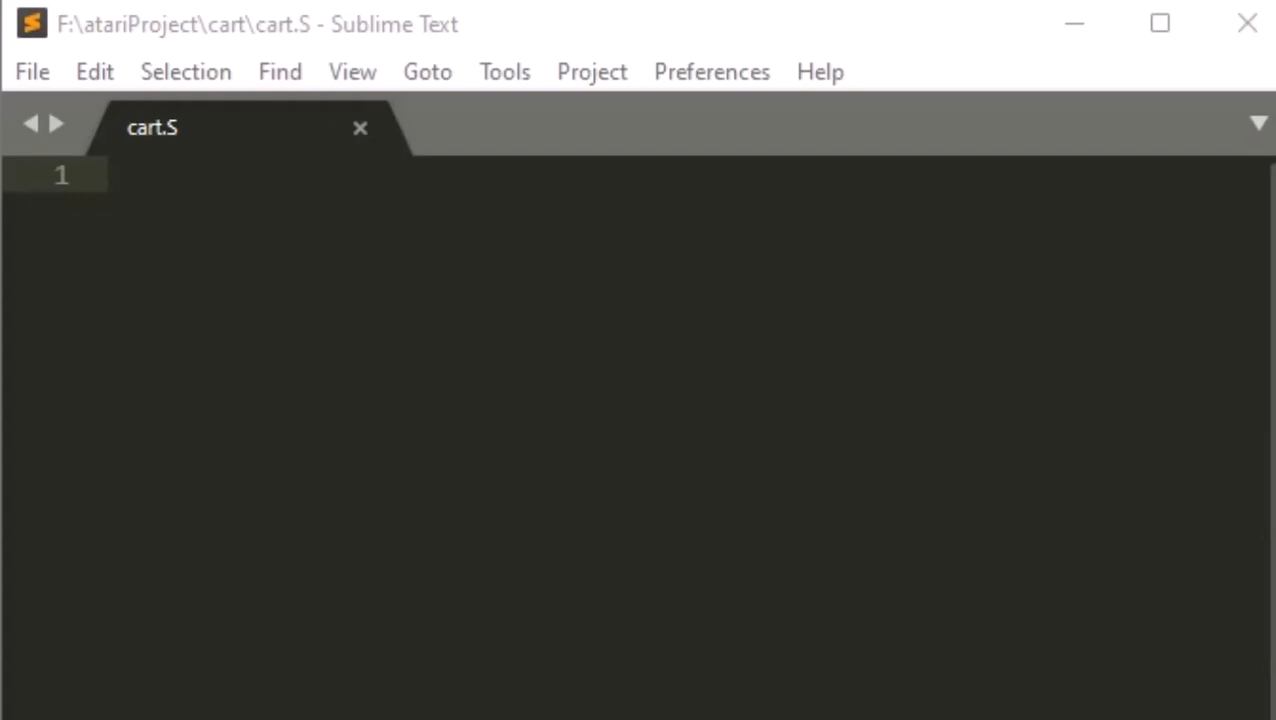 F:\atariProject\cart\cart.S - Sublime Text
File Edit Selection Find View Goto Tools Project Preferences Help
cart.S
1